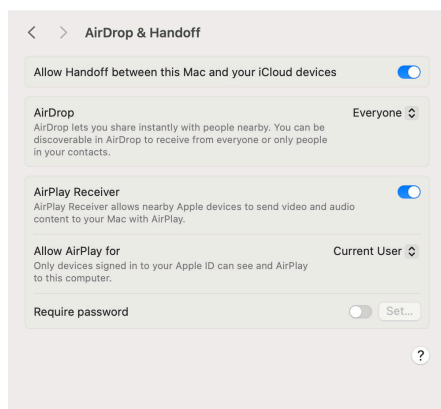 AirDrop & Handoff
Allow Handoff between this Mac and your iCloud devices
AirDrop
Everyone
AirDrop lets you share instantly with people nearby. You can be
discoverable in AirDrop to receive from everyone or only people
in your contacts.
AirPlay Receiver
AirPlay Receiver allows nearby Apple devices to send video and audio
content to your Mac with AirPlay.
Allow AirPlay for
Current User
Only devices signed in to your Apple ID can see and AirPlay
to this computer.
Require password
Set...
?